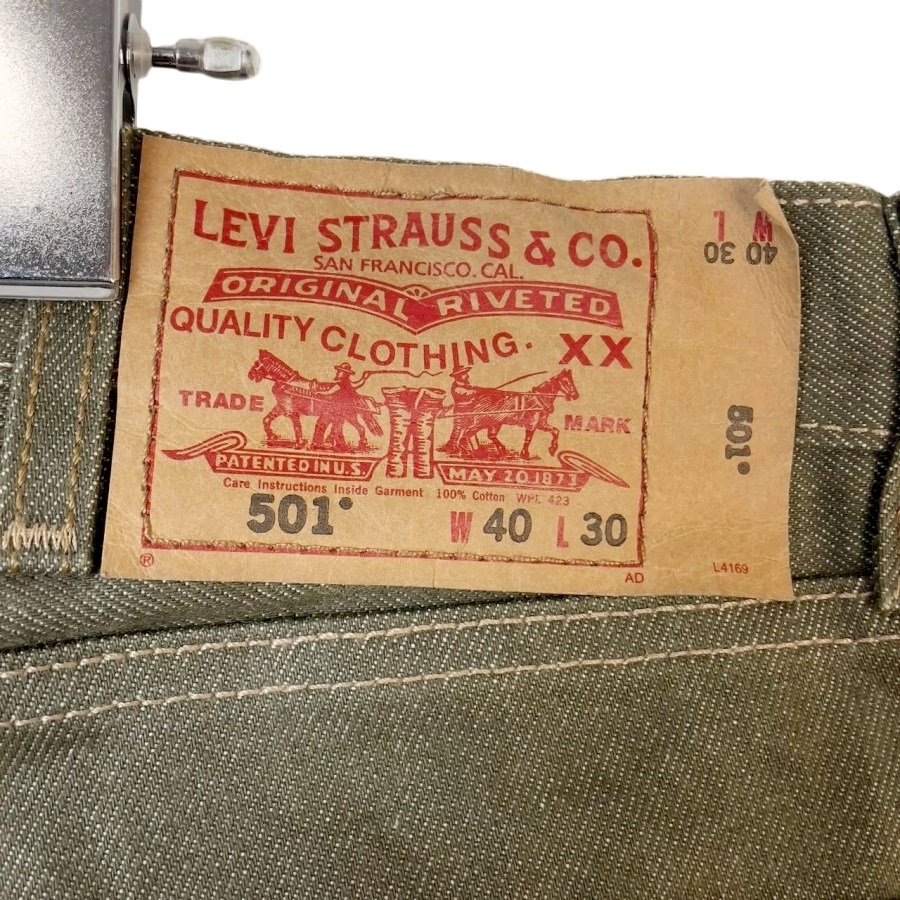 LEVI STRAUSS & CO.
SAN FRANCISCO. CAL.
ORIGINAL RIVETED
QUALITY CLOTHING. XX
TRADE MARK
PATENTED IN U.S. MAY 20.1873
Care Instructions Inside Garment 100% Cotton WPL 423
501° W 40 L 30
® AD
W L
40 30
501°
L4169